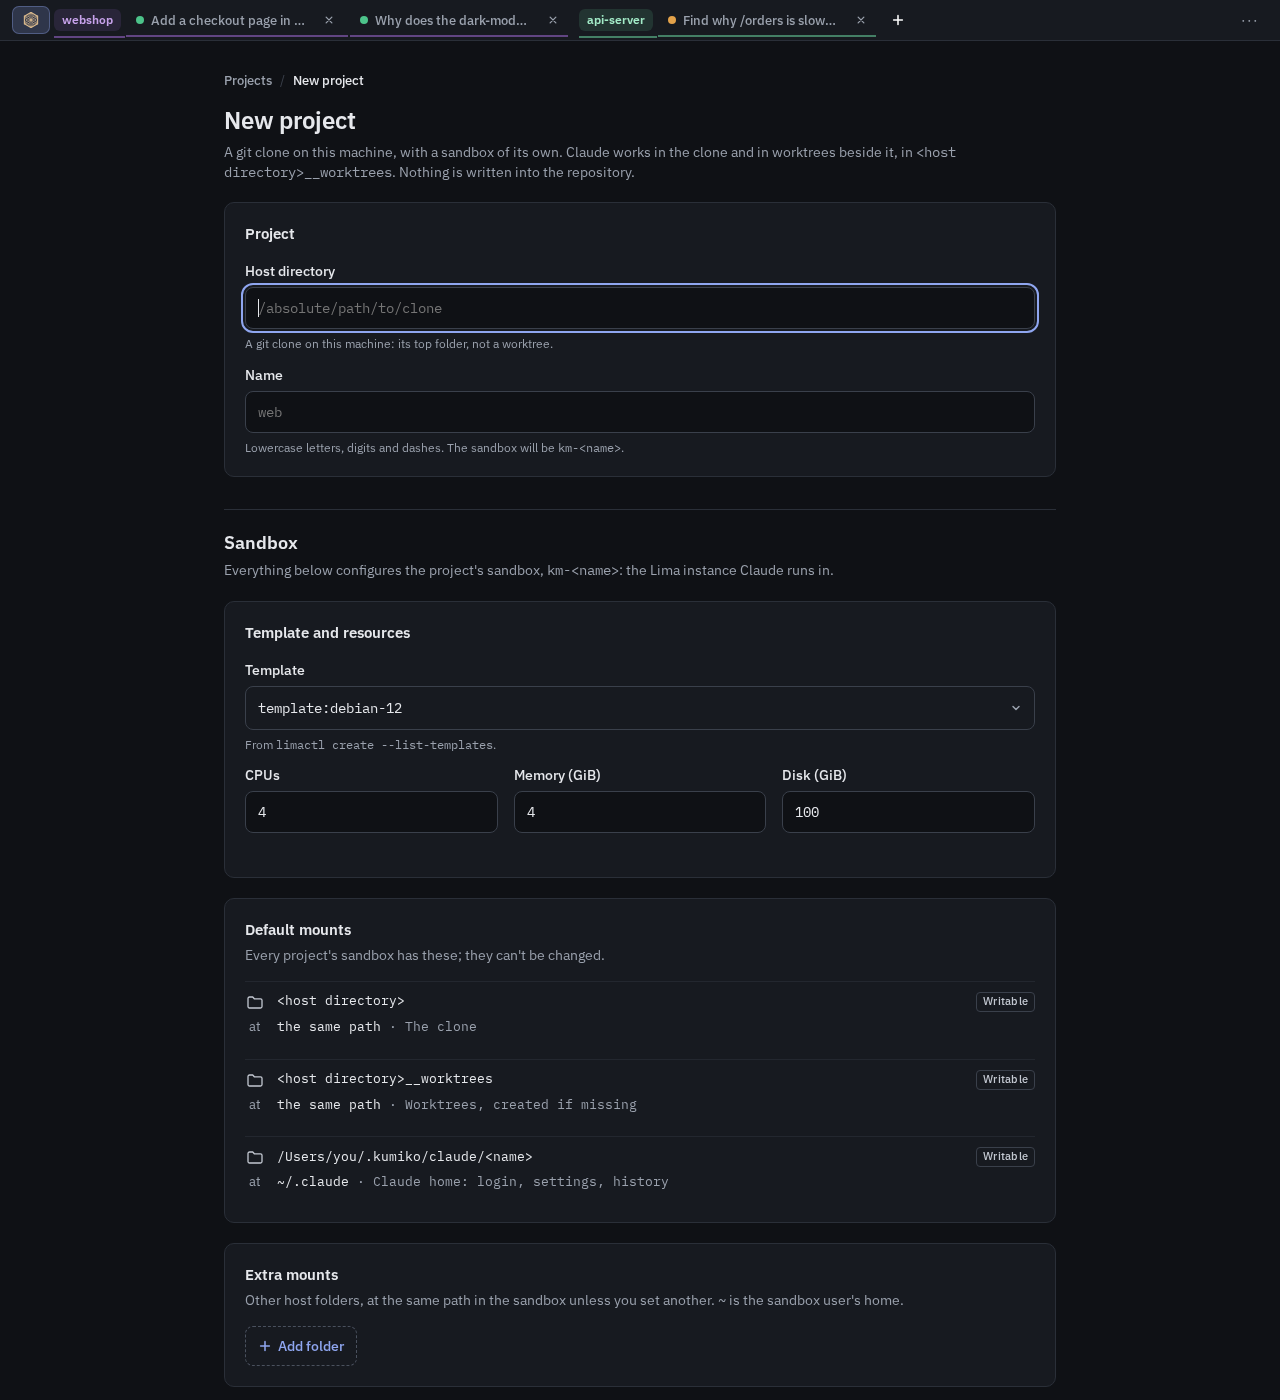 webshop Add a checkout page in ... × Why does the dark-mod... × api-server Find why /orders is slow... × + ...
Projects / New project
New project
A git clone on this machine, with a sandbox of its own. Claude works in the clone and in worktrees beside it, in <host
directory>__worktrees. Nothing is written into the repository.
Project
Host directory
/absolute/path/to/clone
A git clone on this machine: its top folder, not a worktree.
Name
web
Lowercase letters, digits and dashes. The sandbox will be km-<name>.
Sandbox
Everything below configures the project's sandbox, km-<name>: the Lima instance Claude runs in.
Template and resources
Template
template:debian-12
From limactl create --list-templates.
CPUs Memory (GiB) Disk (GiB)
4 4 100
Default mounts
Every project's sandbox has these; they can't be changed.
<host directory> Writable
at the same path · The clone
<host directory>__worktrees Writable
at the same path · Worktrees, created if missing
/Users/you/.kumiko/claude/<name> Writable
at ~/.claude · Claude home: login, settings, history
Extra mounts
Other host folders, at the same path in the sandbox unless you set another. ~ is the sandbox user's home.
+ Add folder